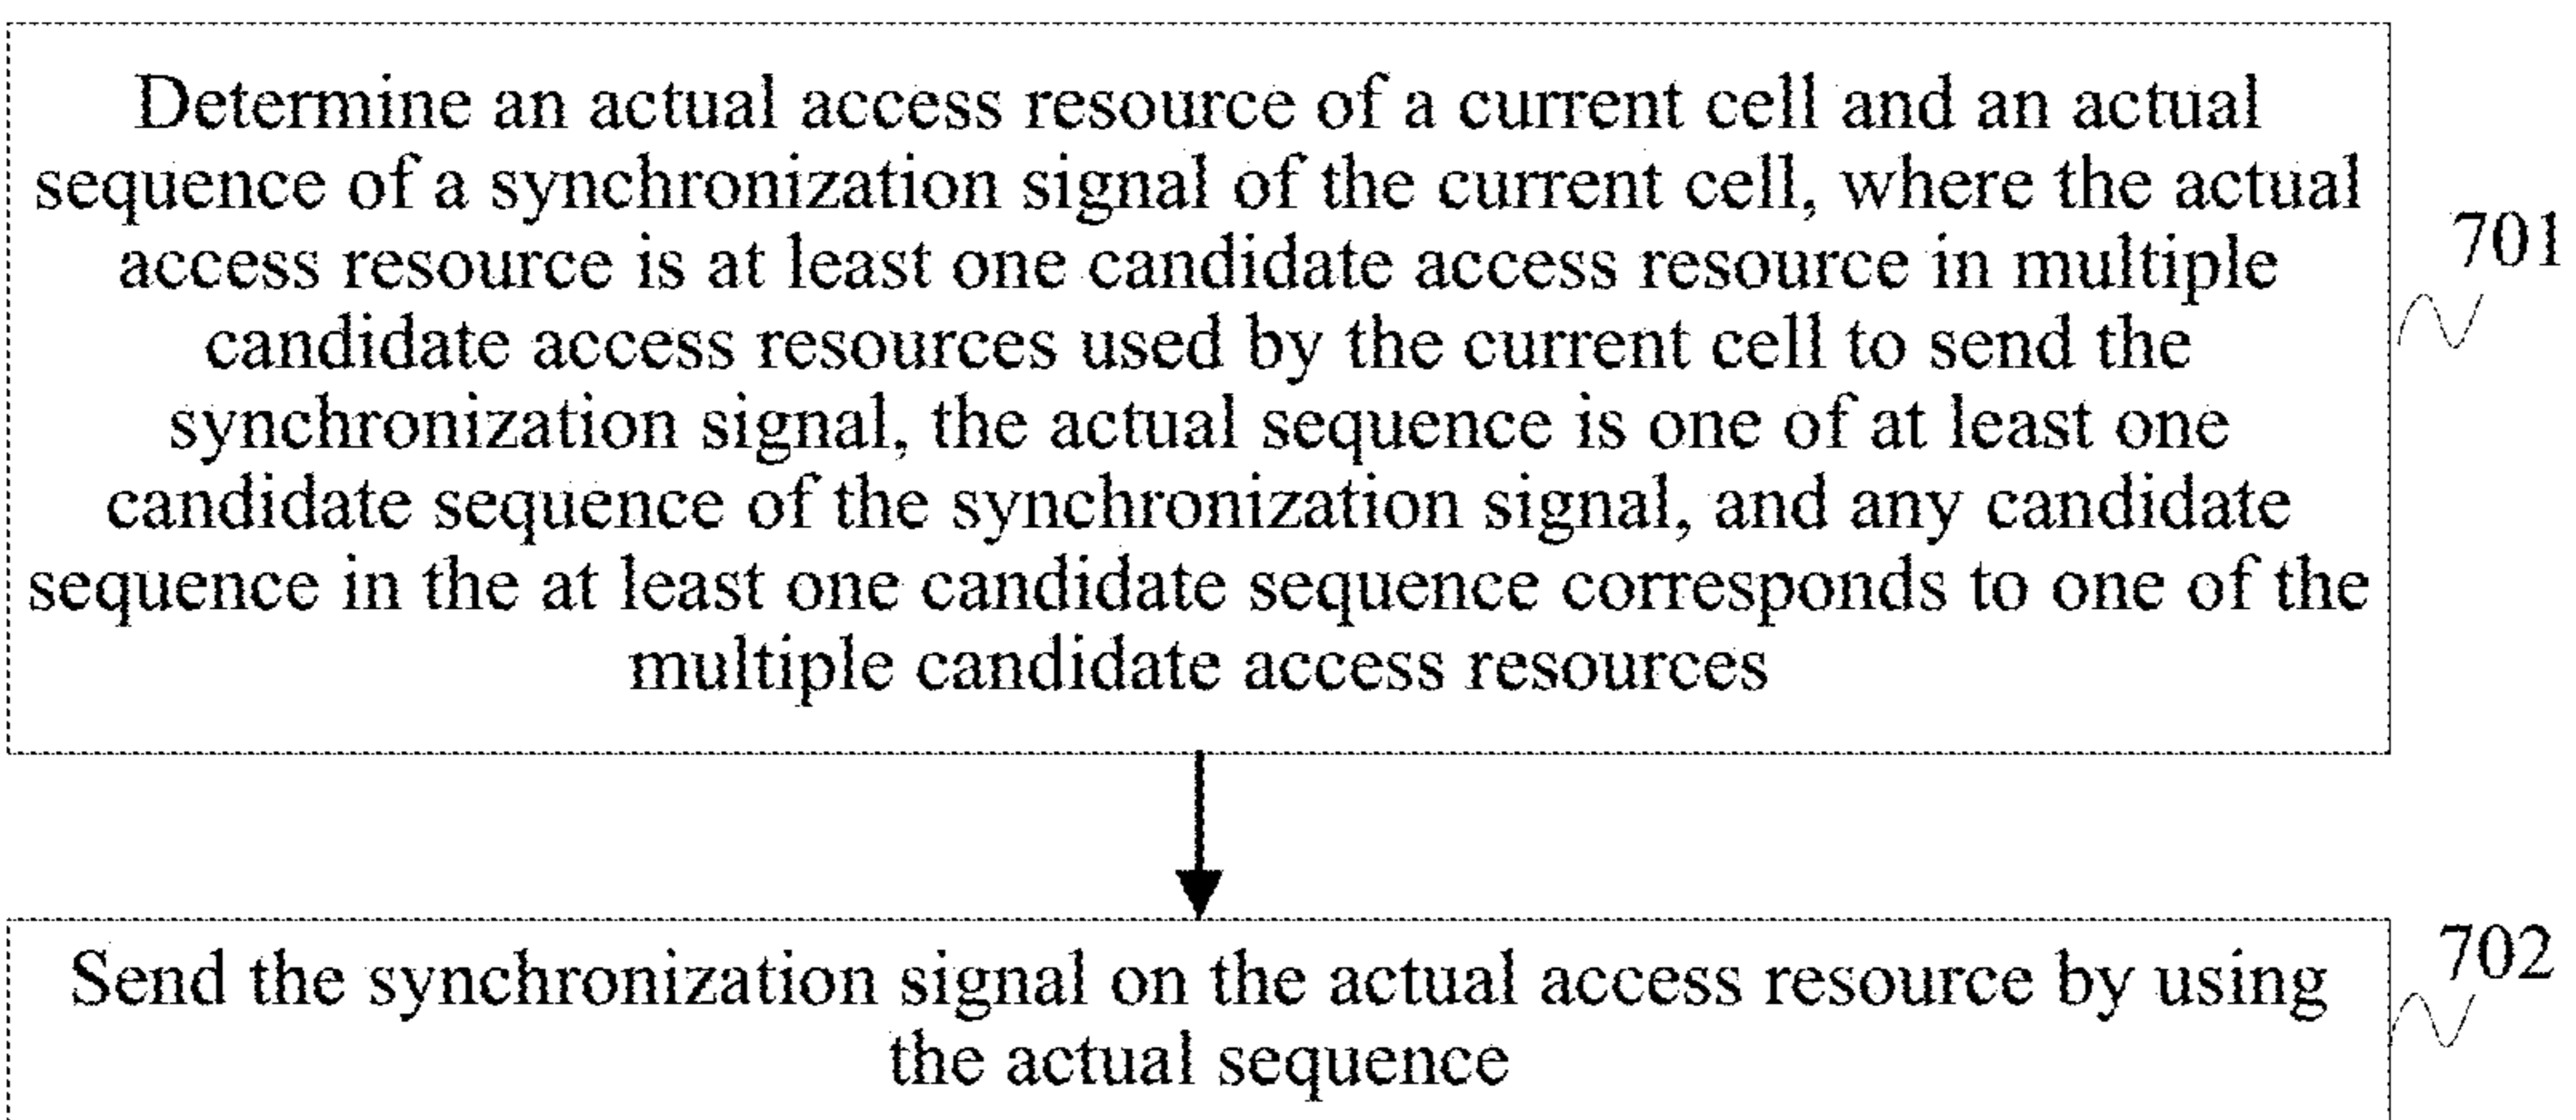 Determine an actual access resource of a current cell and an actual
sequence of a synchronization signal of the current cell, where the actual
access resource is at least one candidate access resource in multiple
candidate access resources used by the current cell to send the
synchronization signal, the actual sequence is one of at least one
candidate sequence of the synchronization signal, and any candidate
sequence in the at least one candidate sequence corresponds to one of the
multiple candidate access resources
701
Send the synchronization signal on the actual access resource by using
the actual sequence
702